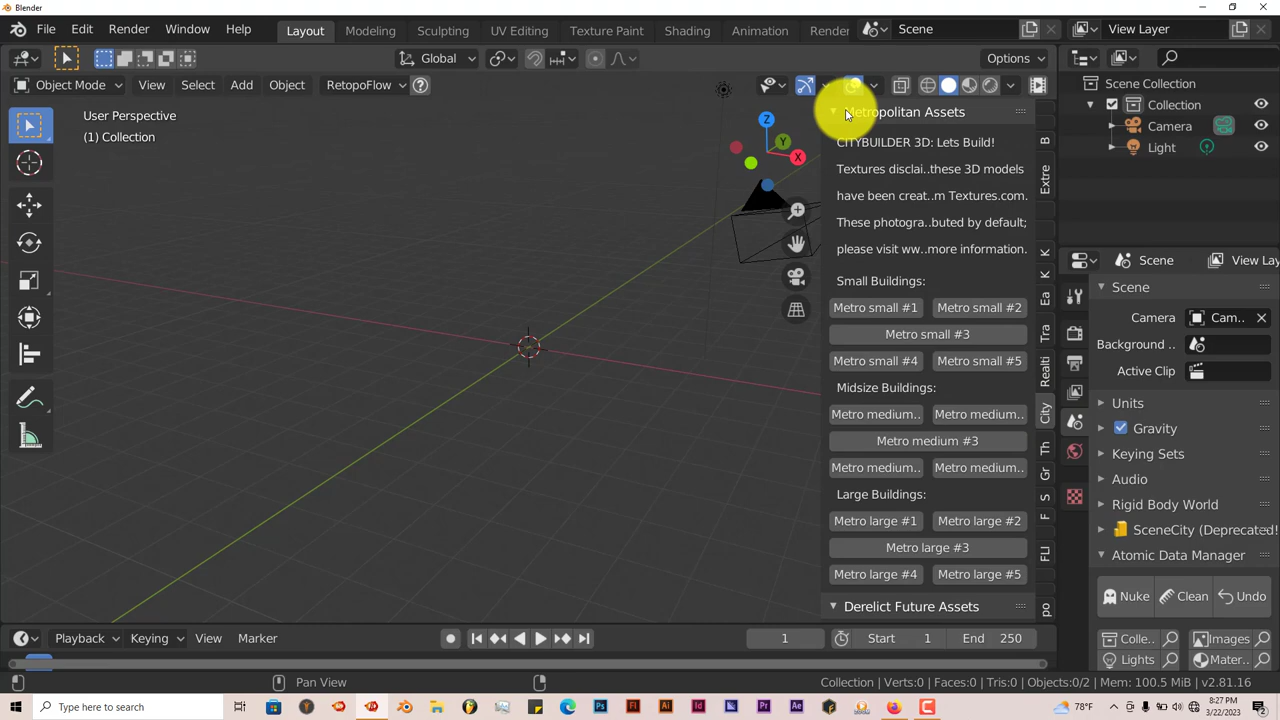 Blender
File Edit Render Window Help Layout Modeling Sculpting UV Editing Texture Paint Shading Animation Render Scene View Layer
Global Options
Object Mode View Select Add Object RetopoFlow
User Perspective
(1) Collection
Z
Y
X
Metropolitan Assets
CITYBUILDER 3D: Lets Build!
Textures disclai..these 3D models
have been creat..m Textures.com.
These photogra..buted by default;
please visit ww..more information.
Small Buildings:
Metro small #1 Metro small #2
Metro small #3
Metro small #4 Metro small #5
Midsize Buildings:
Metro medium.. Metro medium..
Metro medium #3
Metro medium.. Metro medium..
Large Buildings:
Metro large #1 Metro large #2
Metro large #3
Metro large #4 Metro large #5
Derelict Future Assets
B
Extre
K
K
Ea
Tra
Realti
City
Th
Gr
S
F
FLI
po
Scene Collection
Collection
Camera
Light
Scene View Lay
Scene
Camera Cam..
Background ..
Active Clip
Units
Gravity
Keying Sets
Audio
Rigid Body World
SceneCity (Deprecated!
Atomic Data Manager
Nuke Clean Undo
Colle.. Images
Lights Mater..
Playback Keying View Marker 1 Start 1 End 250
Pan View
Collection | Verts:0 | Faces:0 | Tris:0 | Objects:0/2 | Mem: 100.5 MiB | v2.81.16
Type here to search
78°F
8:27 PM
3/22/2023